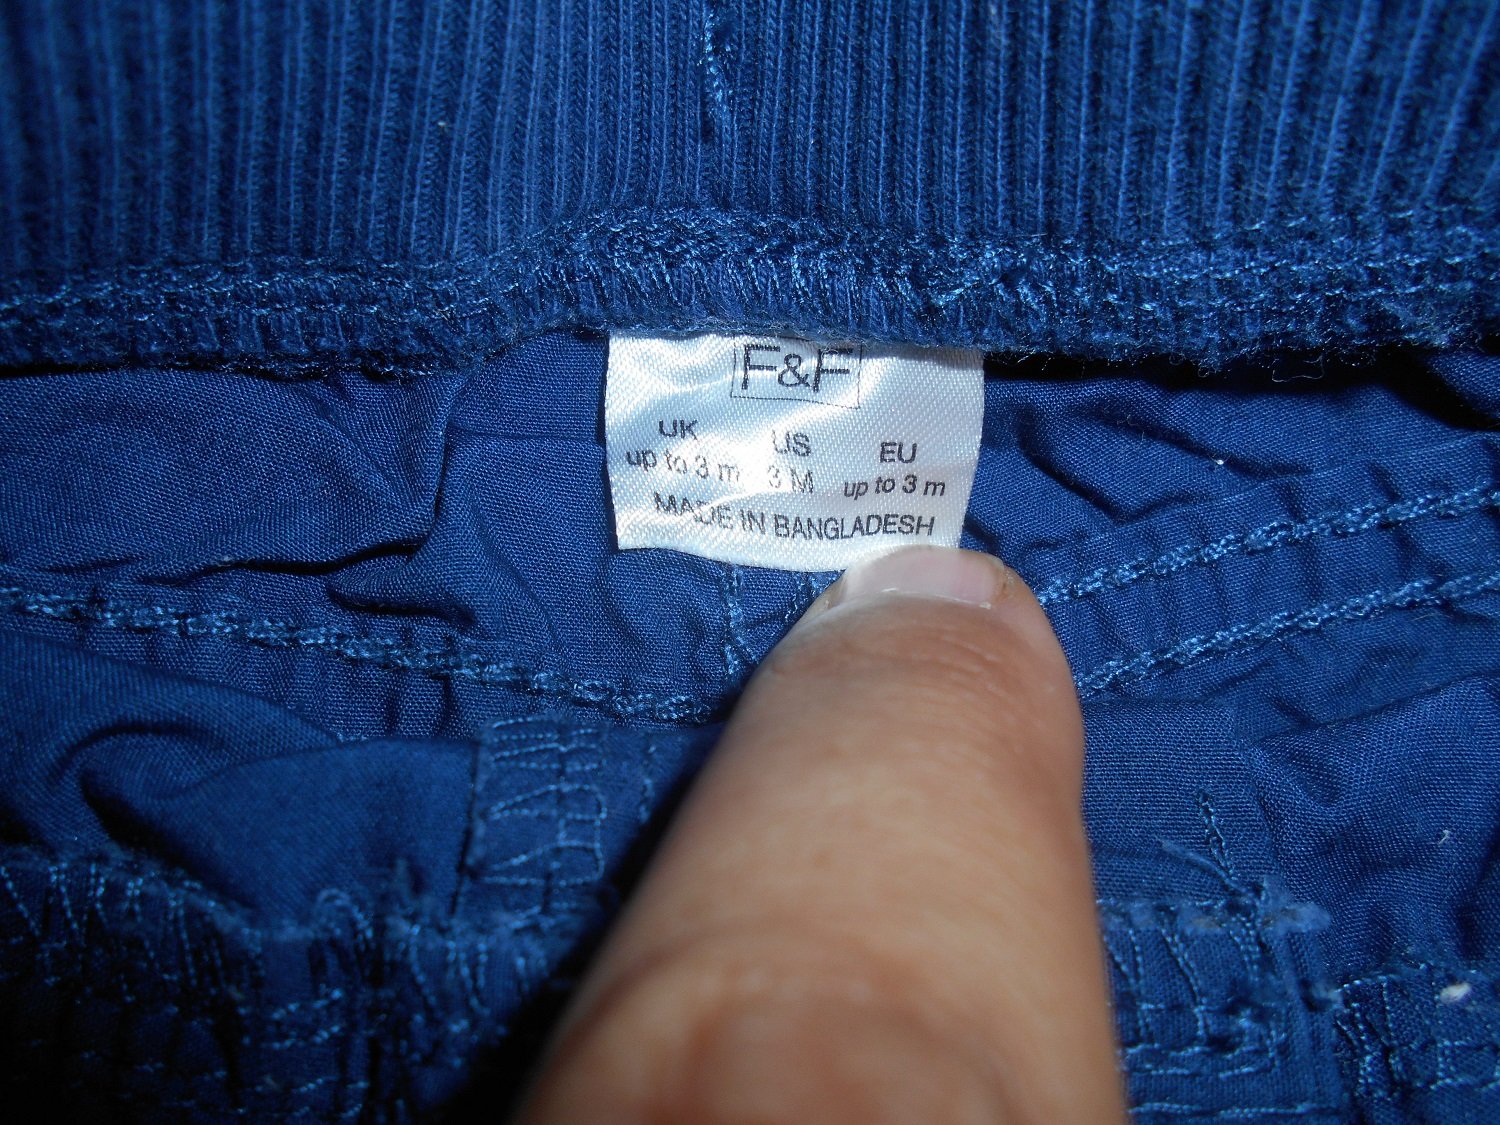 F&F
UK US EU
up to 3 m 3 M up to 3 m
MADE IN BANGLADESH